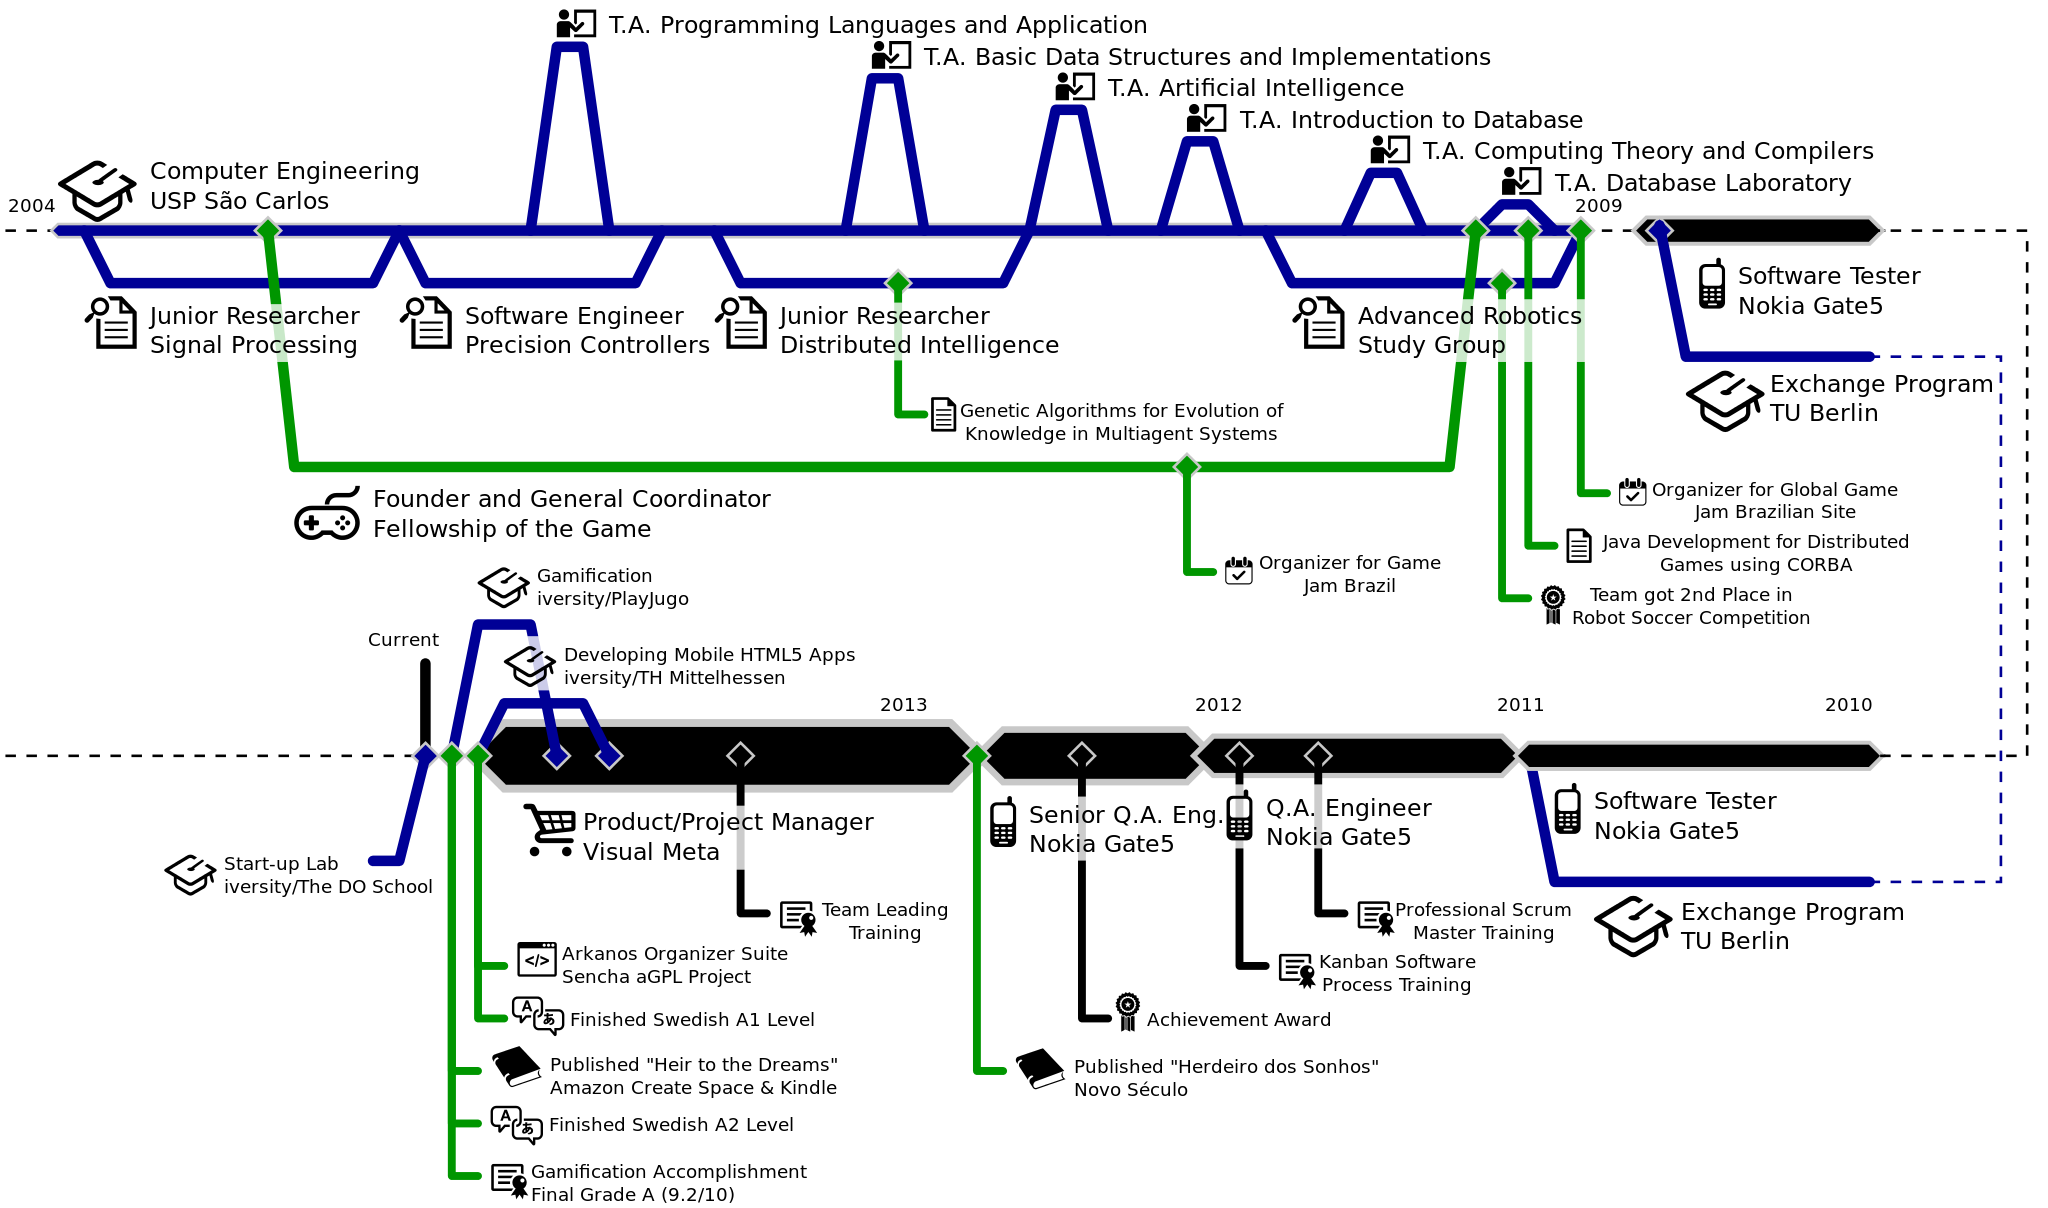 T.A. Programming Languages and Application
T.A. Basic Data Structures and Implementations
T.A. Artificial Intelligence
T.A. Introduction to Database
T.A. Computing Theory and Compilers
T.A. Database Laboratory
Computer Engineering
USP São Carlos
2004
2009
Junior Researcher
Signal Processing
Software Engineer
Precision Controllers
Junior Researcher
Distributed Intelligence
Advanced Robotics
Study Group
Software Tester
Nokia Gate5
Exchange Program
TU Berlin
Genetic Algorithms for Evolution of
Knowledge in Multiagent Systems
Founder and General Coordinator
Fellowship of the Game
Organizer for Global Game
Jam Brazilian Site
Java Development for Distributed
Games using CORBA
Organizer for Game
Jam Brazil
Team got 2nd Place in
Robot Soccer Competition
Gamification
iversity/PlayJugo
Current
Developing Mobile HTML5 Apps
iversity/TH Mittelhessen
2013
2012
2011
2010
Product/Project Manager
Visual Meta
Senior Q.A. Eng.
Nokia Gate5
Q.A. Engineer
Nokia Gate5
Software Tester
Nokia Gate5
Start-up Lab
iversity/The DO School
Team Leading
Training
Professional Scrum
Master Training
Exchange Program
TU Berlin
</>
Arkanos Organizer Suite
Sencha aGPL Project
Kanban Software
Process Training
A あ
Finished Swedish A1 Level
Achievement Award
Published "Heir to the Dreams"
Amazon Create Space & Kindle
Published "Herdeiro dos Sonhos"
Novo Século
A あ
Finished Swedish A2 Level
Gamification Accomplishment
Final Grade A (9.2/10)